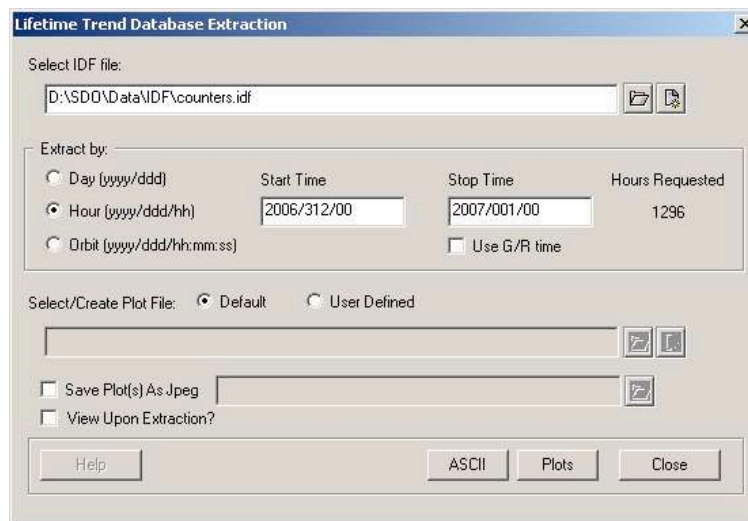 Lifetime Trend Database Extraction
Select IDF file:
D:\SDO\Data\IDF\counters.idf
Extract by:
Day (yyyy/ddd)
Start Time
Stop Time
Hours Requested
Hour (yyyy/ddd/hh)
2006/312/00
2007/001/00
1296
Orbit (yyyy/ddd/hh:mm:ss)
Use G/R time
Select/Create Plot File:
Default
User Defined
Save Plot(s) As Jpeg
View Upon Extraction?
Help
ASCII
Plots
Close